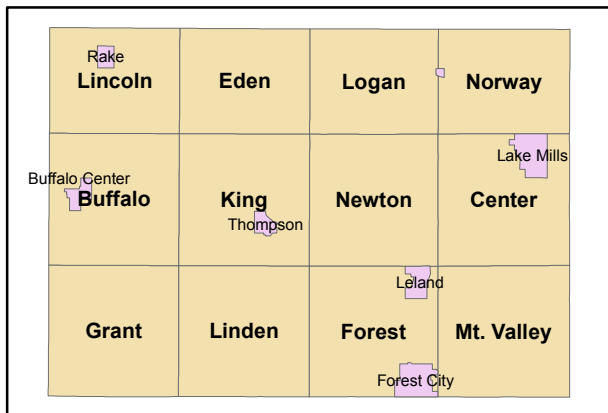 Rake
Lincoln
Eden
Logan
Norway
Lake Mills
Buffalo Center
Buffalo
King
Newton
Center
Thompson
Leland
Grant
Linden
Forest
Mt. Valley
Forest City